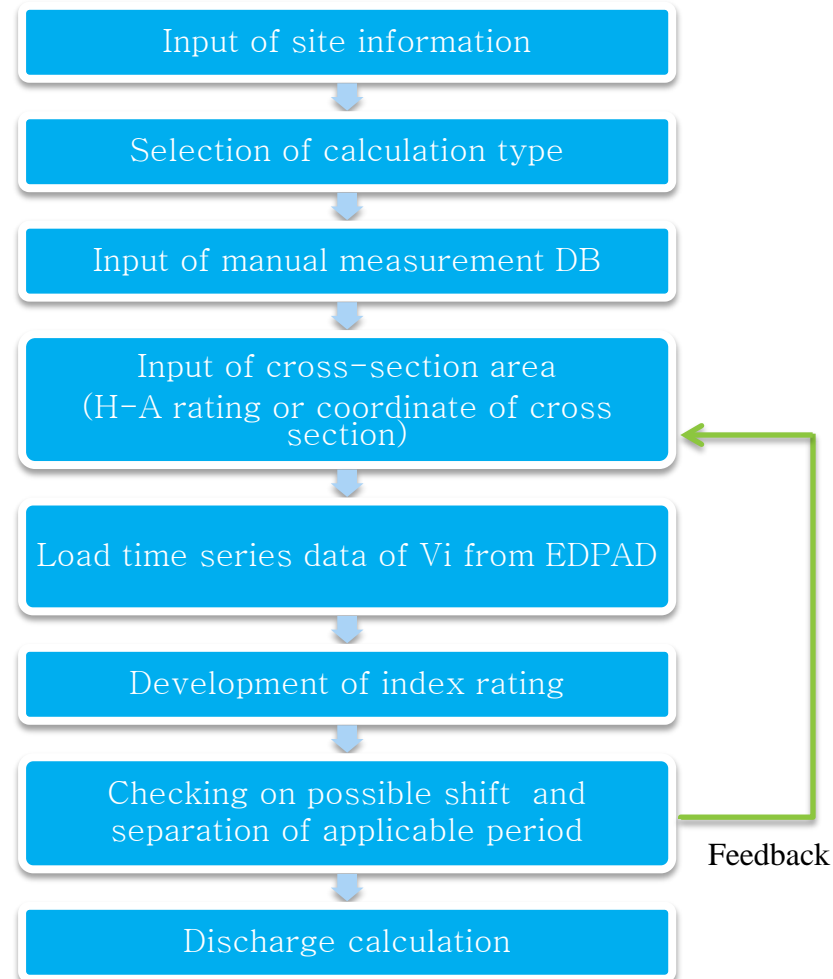 Input of site information
Selection of calculation type
Input of manual measurement DB
Input of cross-section area
(H-A rating or coordinate of cross
section)
Load time series data of Vi from EDPAD
Development of index rating
Checking on possible shift and
separation of applicable period
Feedback
Discharge calculation